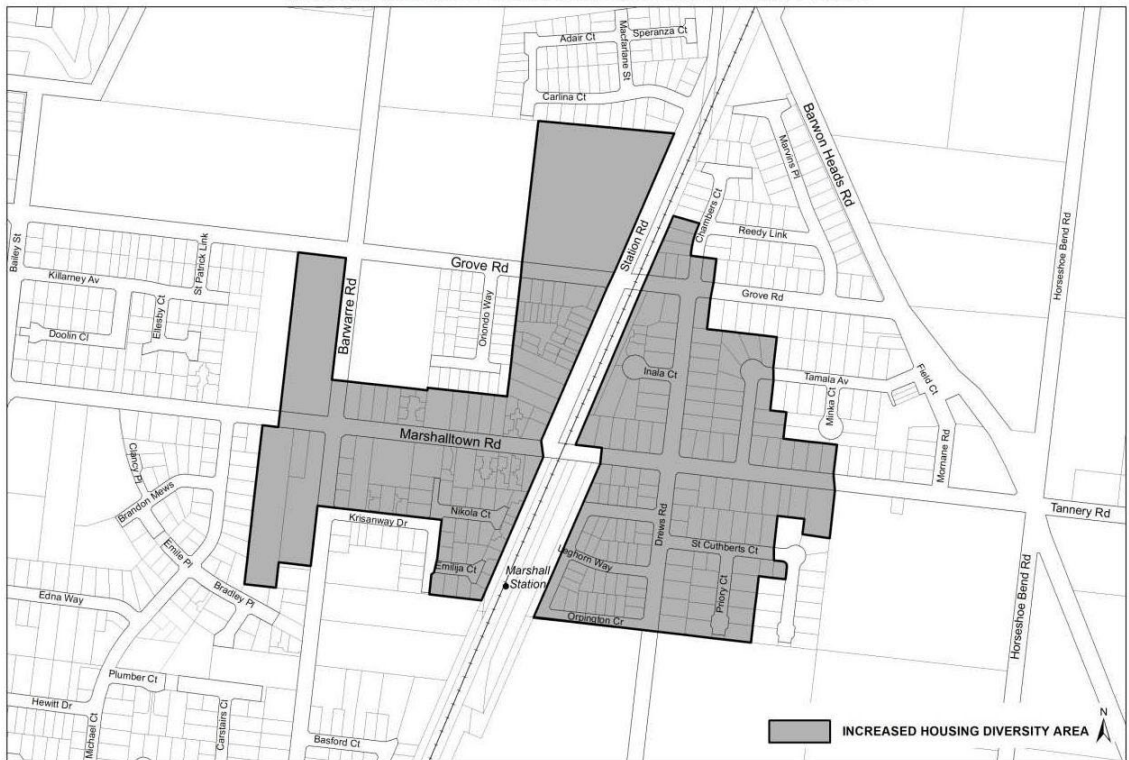 Adair Ct
Speranza Ct
Macfarlane St
Carlina Ct
Barwon Heads Rd
Marvins Pl
Chambers Ct
Reedy Link
Station Rd
Horseshoe Bend Rd
Bailey St
St Patrick Link
Killarney Av
Ellesby Ct
Doolin Cl
Grove Rd
Barwarre Rd
Oriondo Way
Grove Rd
Inala Ct
Tamala Av
Minka Ct
Field Ct
Mornane Rd
Marshalltown Rd
Clancy Pl
Brandon Mews
Nikola Ct
Krisanway Dr
Drews Rd
Tannery Rd
Emile Pl
Emilija Ct
Marshall
Station
Leghorn Way
St Cuthberts Ct
Priory Ct
Edna Way
Bradley Pl
Orpington Cr
Horseshoe Bend Rd
Plumber Ct
Hewitt Dr
Michael Ct
Carstairs Ct
Basford Ct
INCREASED HOUSING DIVERSITY AREA
N